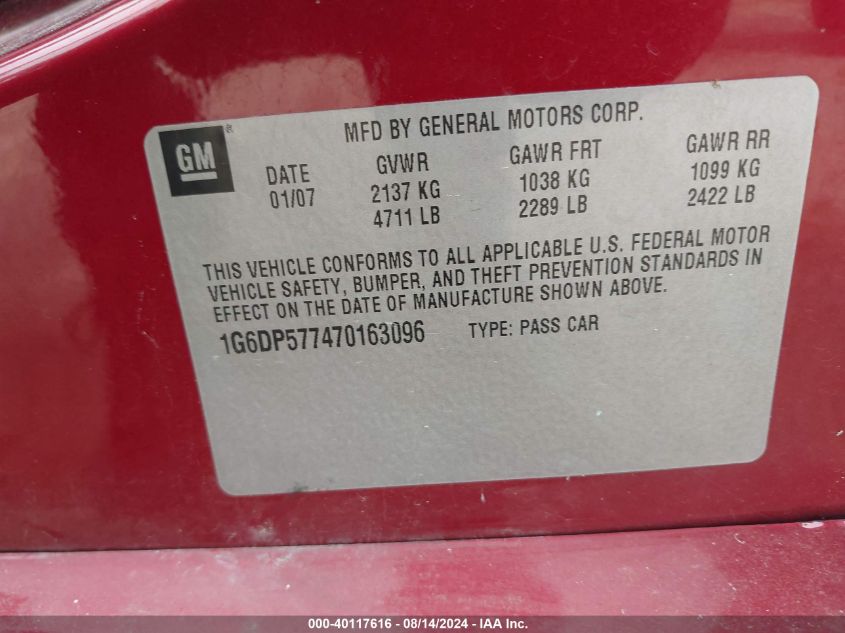 GM®
MFD BY GENERAL MOTORS CORP.
DATE GVWR GAWR FRT GAWR RR
01/07 2137 KG 1038 KG 1099 KG
4711 LB 2289 LB 2422 LB
THIS VEHICLE CONFORMS TO ALL APPLICABLE U.S. FEDERAL MOTOR
VEHICLE SAFETY, BUMPER, AND THEFT PREVENTION STANDARDS IN
EFFECT ON THE DATE OF MANUFACTURE SHOWN ABOVE.
1G6DP577470163096 TYPE: PASS CAR
000-40117616 - 08/14/2024 - IAA Inc.